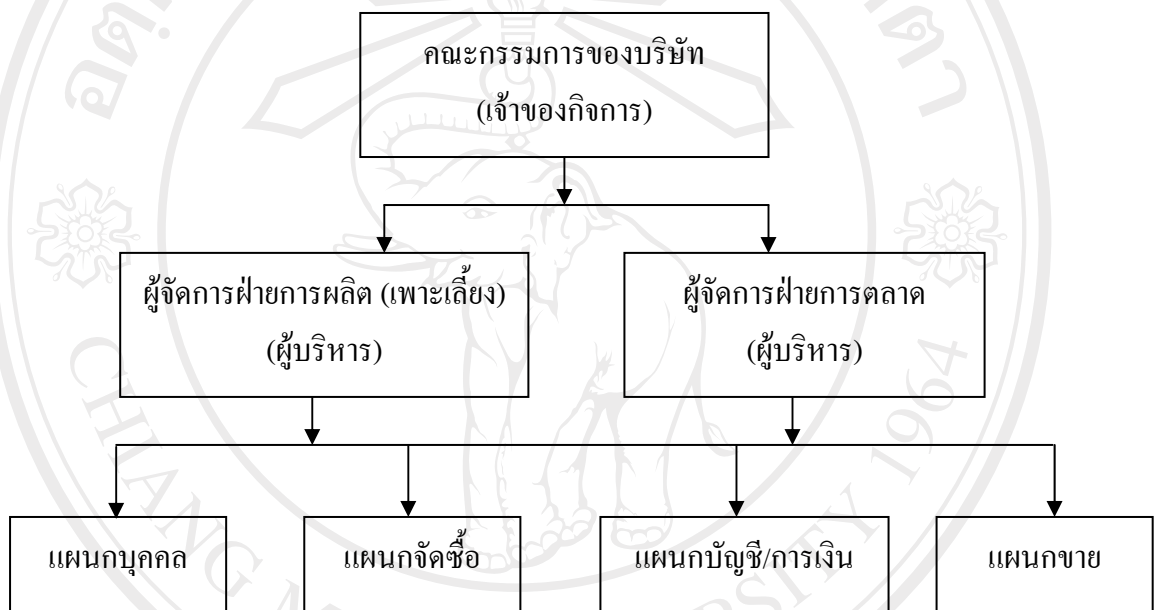 คณะกรรมการของบริษัท
(เจ้าของกิจการ)
ผู้จัดการฝ่ายการผลิต (เพาะเลี้ยง)
(ผู้บริหาร)
ผู้จัดการฝ่ายการตลาด
(ผู้บริหาร)
แผนกบุคคล
แผนกจัดซื้อ
แผนกบัญชี/การเงิน
แผนกขาย